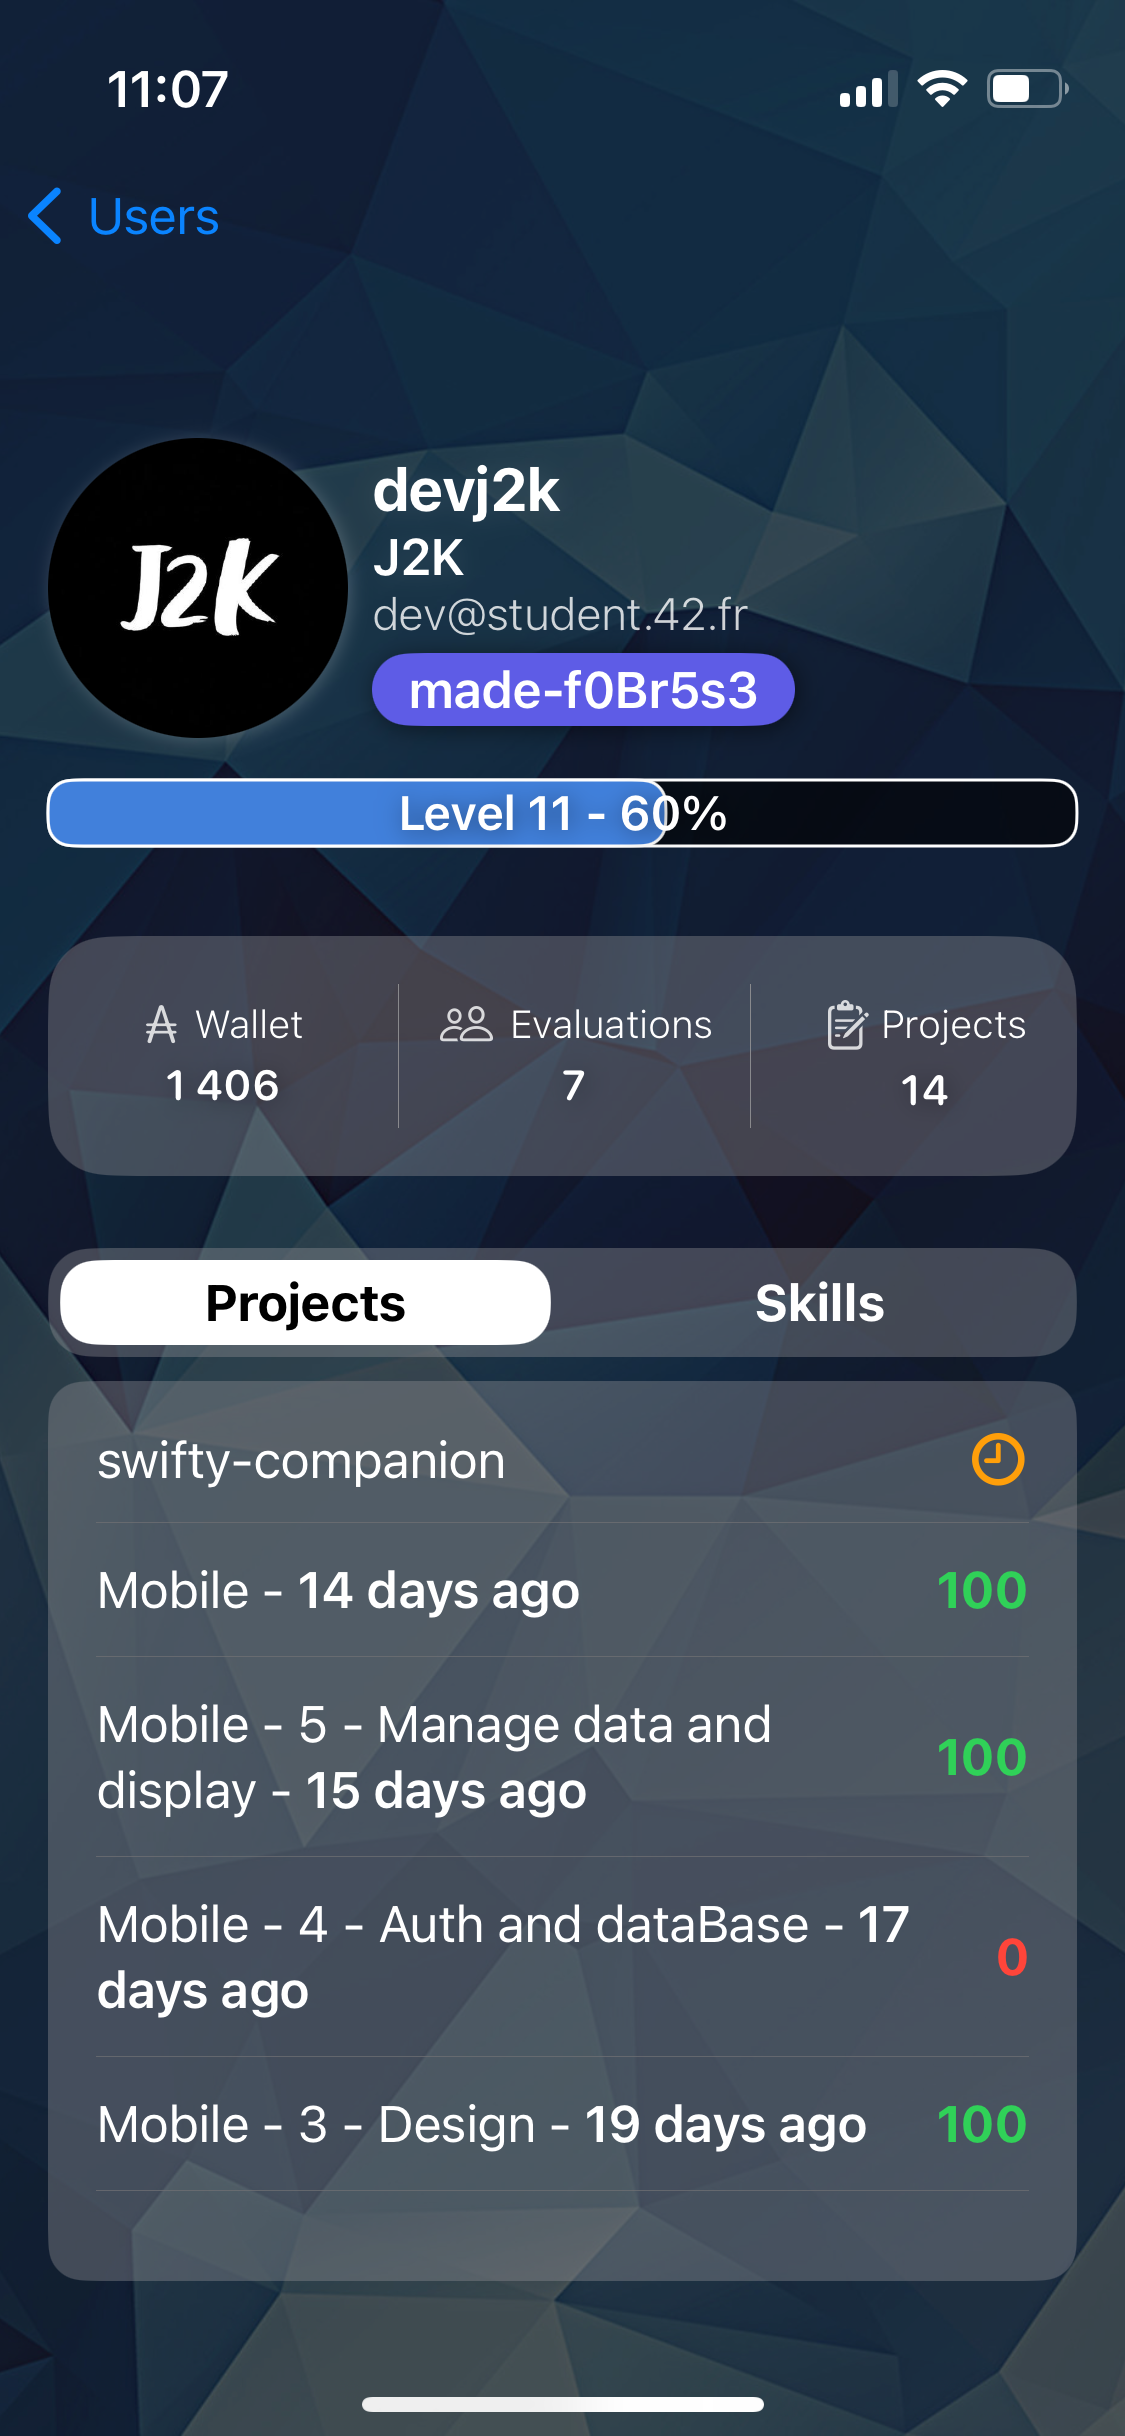 11:07
Users
J2K
devj2k
J2K
dev@student.42.fr
made-f0Br5s3
Level 11 - 60%
Wallet
1 406
Evaluations
7
Projects
14
Projects
Skills
swifty-companion
Mobile - 14 days ago
100
Mobile - 5 - Manage data and
display - 15 days ago
100
Mobile - 4 - Auth and dataBase - 17
days ago
0
Mobile - 3 - Design - 19 days ago
100